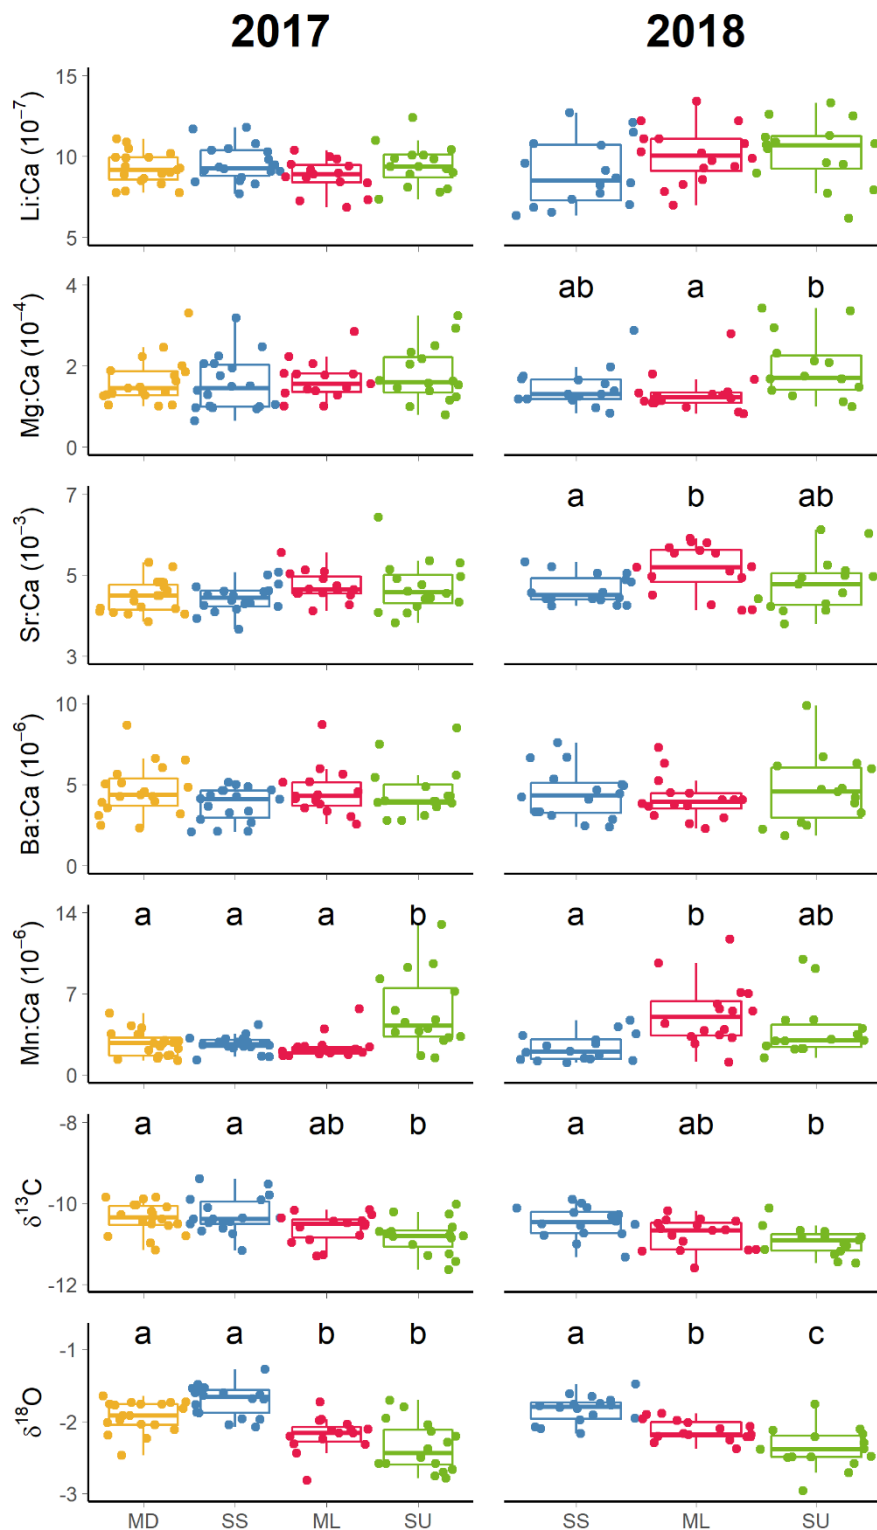 2017 2018
Li:Ca (10⁻⁷)
15
10
5
Mg:Ca (10⁻⁴)
4
2
0
ab a b
Sr:Ca (10⁻³)
7
5
3
a b ab
Ba:Ca (10⁻⁶)
10
5
0
Mn:Ca (10⁻⁶)
14
7
0
a a a b a b ab
δ¹³C
-8
-10
-12
a a ab b a ab b
δ¹⁸O
-1
-2
-3
a a b b a b c
MD SS ML SU SS ML SU